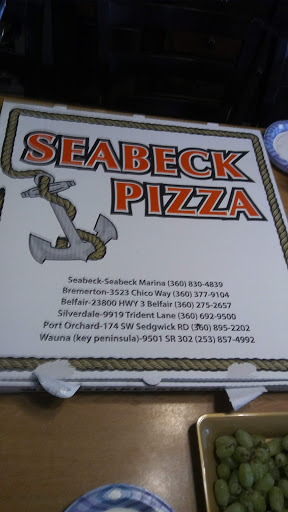 SEABECK
PIZZA
Seabeck-Seabeck Marina (360) 830-4839
Bremerton-3523 Chico Way (360) 377-9104
Belfair-23800 HWY 3 Belfair (360) 275-2657
Silverdale-9919 Trident Lane (360) 692-9500
Port Orchard-174 SW Sedgwick RD (360) 895-2202
Wauna (key peninsula)-9501 SR 302 (253) 857-4992